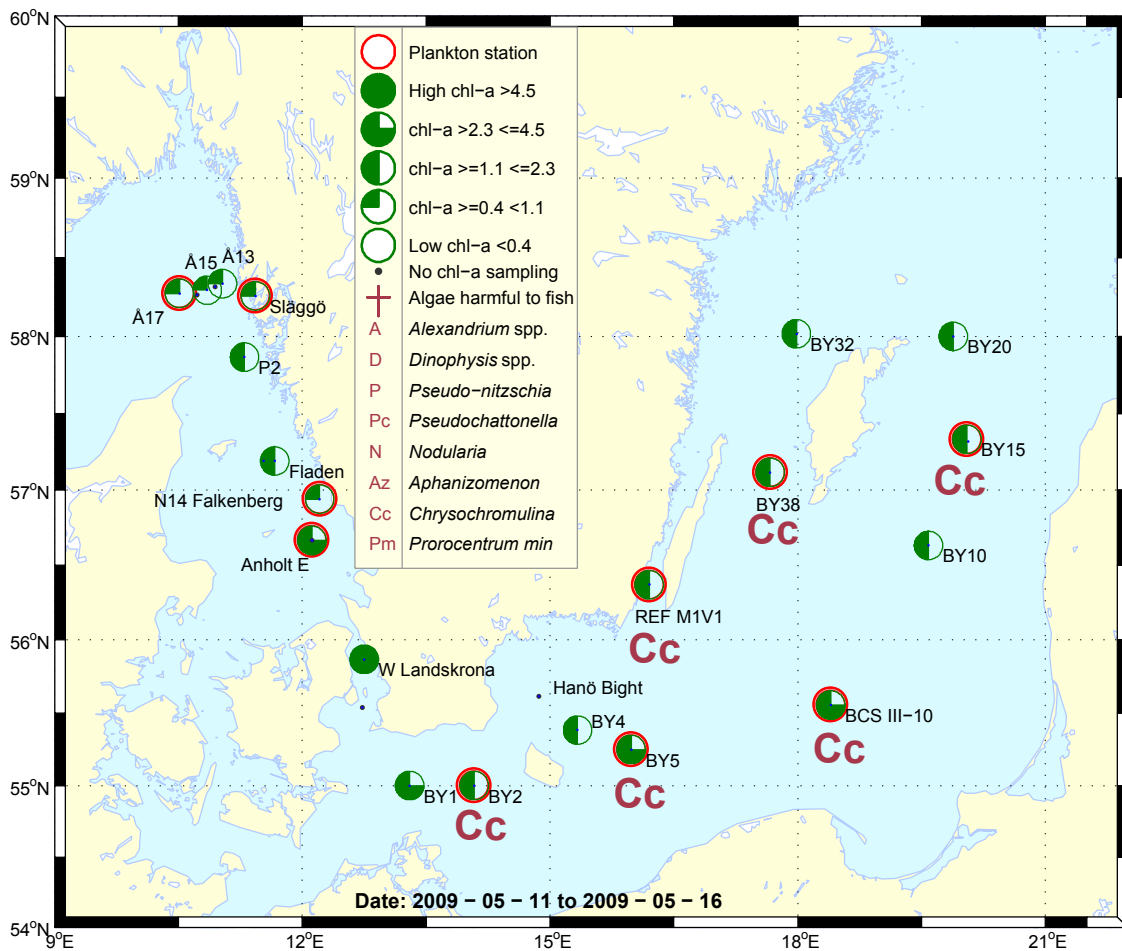 60°N
59°N
58°N
57°N
56°N
55°N
54°N
9°E
12°E
15°E
18°E
21°E
Plankton station
High chl−a >4.5
chl−a >2.3 <=4.5
chl−a >=1.1 <=2.3
chl−a >=0.4 <1.1
Low chl−a <0.4
No chl−a sampling
Algae harmful to fish
A Alexandrium spp.
D Dinophysis spp.
P Pseudo−nitzschia
Pc Pseudochattonella
N Nodularia
Az Aphanizomenon
Cc Chrysochromulina
Pm Prorocentrum min
Å13
Å15
Å17
Släggö
P2
Fladen
N14 Falkenberg
Anholt E
W Landskrona
Hanö Bight
BY1
BY2
Cc
BY4
BY5
Cc
REF M1V1
Cc
BCS III−10
Cc
BY10
BY15
Cc
BY20
BY32
BY38
Cc
Date: 2009 − 05 − 11 to 2009 − 05 − 16